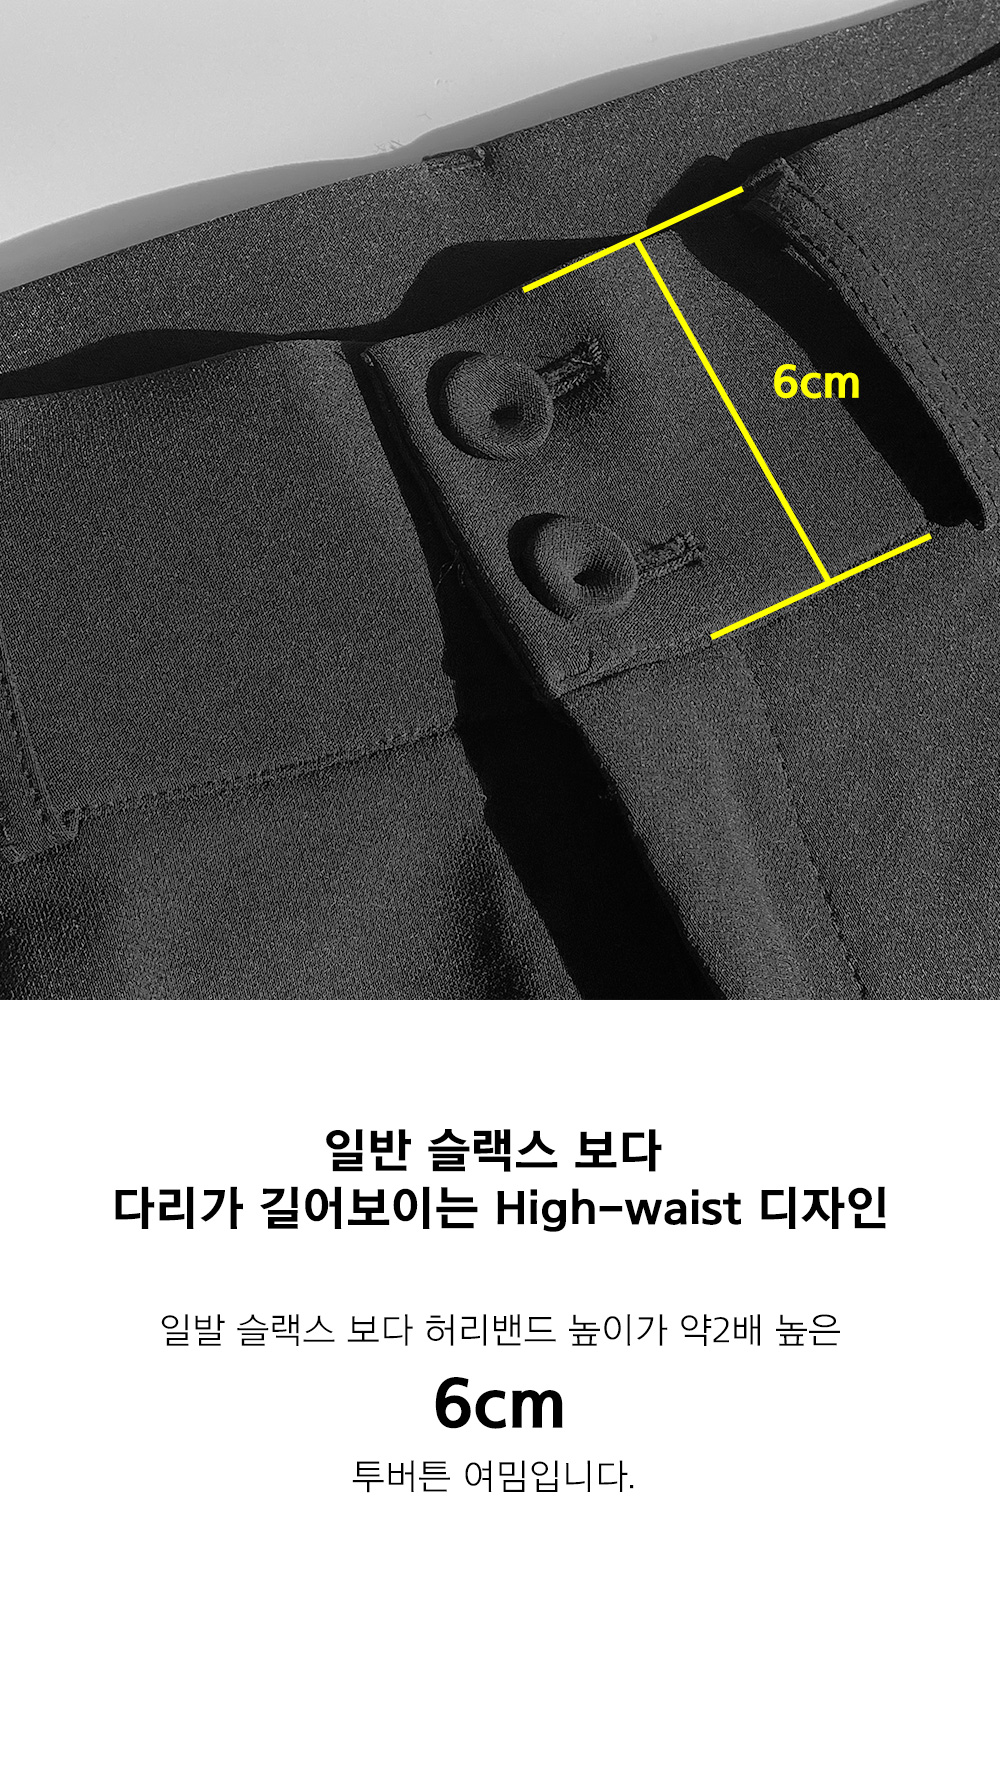 6cm
일반 슬랙스 보다
다리가 길어보이는 High-waist 디자인
일발 슬랙스 보다 허리밴드 높이가 약2배 높은
6cm
투버튼 여밈입니다.